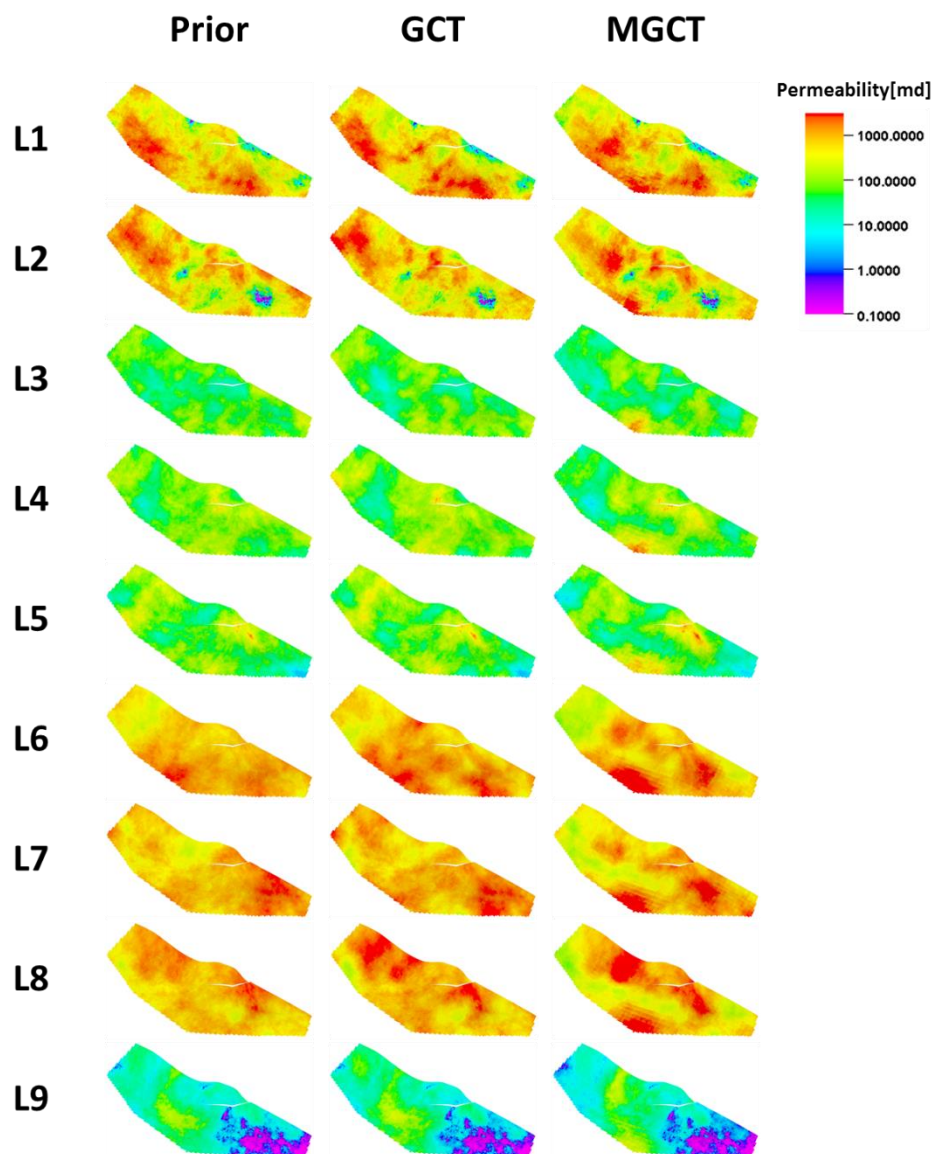 Prior GCT MGCT
Permeability[md]
1000.0000
100.0000
10.0000
1.0000
0.1000
L1
L2
L3
L4
L5
L6
L7
L8
L9